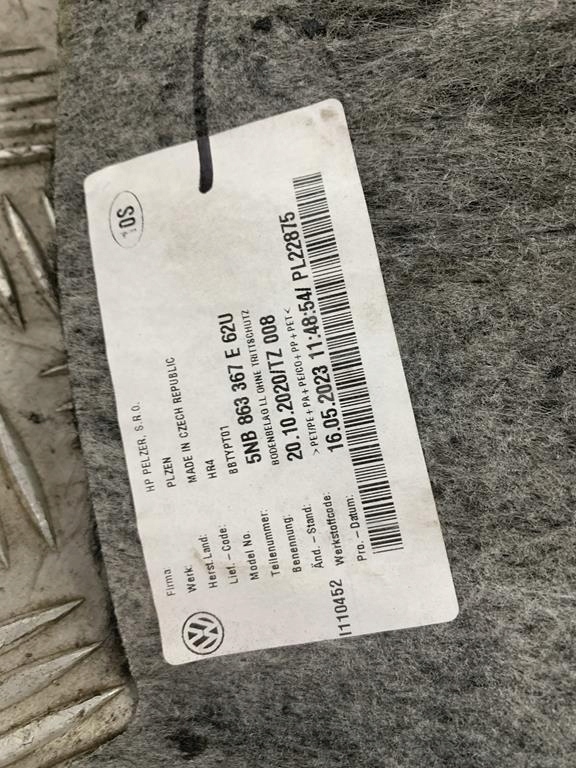 OS
Firma HP PELZER, S.R.O.
Werk: PLZEN
Herst.Land: MADE IN CZECH REPUBLIC
Lief.-Code: HR4
Model No. BBTYPT01
Teilenummer: 5NB 863 367 E 62U
Benennung: BODENBELAG LL OHNE TRITTSCHUTZ
Änd.-Stand: 20.10.2020/TZ 008
Werkstoffcode: >PET/PE+PA+PE/CO+PP+PET<
Pro.-Datum: 16.05.2023 11:48:54/ PL22875
I110452